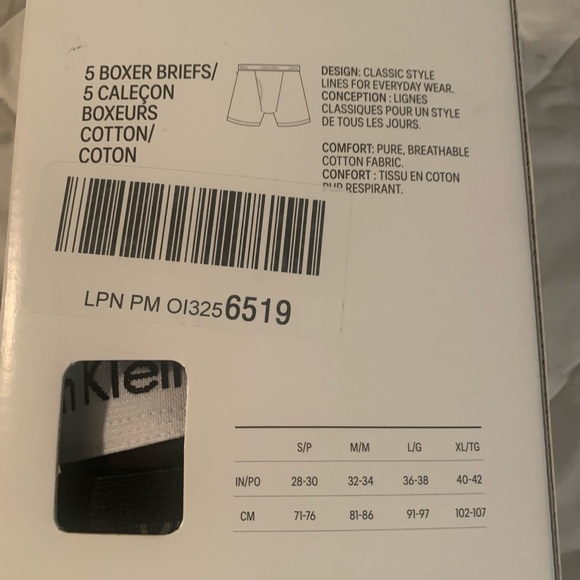 5 BOXER BRIEFS/
5 CALEÇON
BOXEURS
COTTON/
COTON
DESIGN: CLASSIC STYLE
LINES FOR EVERYDAY WEAR.
CONCEPTION : LIGNES
CLASSIQUES POUR UN STYLE
DE TOUS LES JOURS.
COMFORT: PURE, BREATHABLE
COTTON FABRIC.
CONFORT : TISSU EN COTON
PUR RESPIRANT.
LPN PM OI3256519
n Klein
S/P M/M L/G XL/TG
IN/PO 28-30 32-34 36-38 40-42
CM 71-76 81-86 91-97 102-107